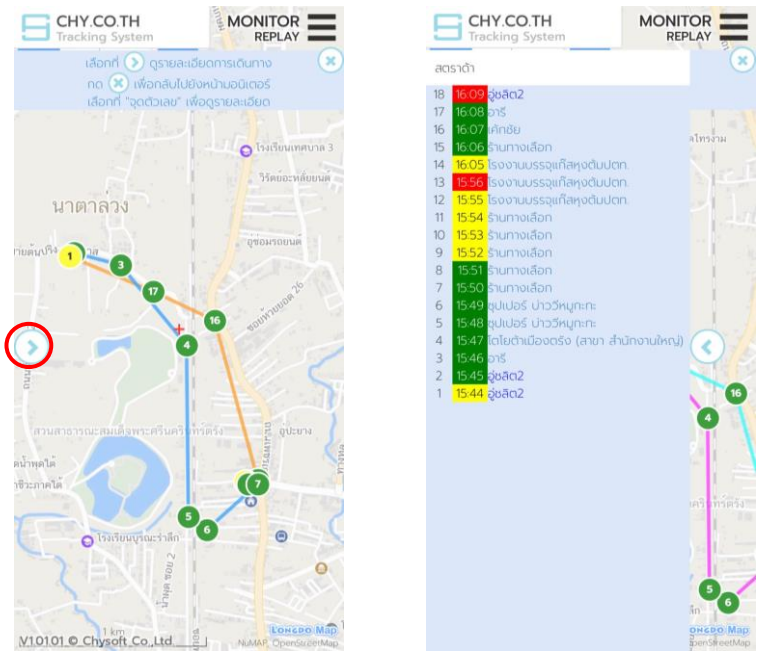 CHY.CO.TH
Tracking System
MONITOR
REPLAY
เลือกที่ > ดูรายละเอียดการเดินทาง
กด × เพื่อกลับไปยังหน้ามอนิเตอร์
เลือกที่ "จุดตัวเลข" เพื่อดูรายละเอียด
โรงเรียนเทศบาล 3
นาตาล่วง
อู่ซ่อมรถยนต์
1
3
17
16
4
สวนสาธารณะสมเด็จพระศรีนครินทร์ตรัง
อุปะยาง
7
5
6
โรงเรียนบูรณะรำลึก
1 km
V1.0101 © Chysoft Co.,Ltd
LONGDO Map
NuMAP, OpenStreetMap
CHY.CO.TH
Tracking System
MONITOR
REPLAY
สตราด้า
18 16:09 อู่ชลิต2
17 16:08 อารี
16 16:07 เค้กชัย
15 16:06 ร้านทางเลือก
14 16:05 โรงงานบรรจุแก๊สหุงต้มปตท.
13 15:56 โรงงานบรรจุแก๊สหุงต้มปตท.
12 15:55 โรงงานบรรจุแก๊สหุงต้มปตท.
11 15:54 ร้านทางเลือก
10 15:53 ร้านทางเลือก
9 15:52 ร้านทางเลือก
8 15:51 ร้านทางเลือก
7 15:50 ร้านทางเลือก
6 15:49 ซุปเปอร์ บ่าววีหมูกะทะ
5 15:48 ซุปเปอร์ บ่าววีหมูกะทะ
4 15:47 โตโยต้าเมืองตรัง (สาขา สำนักงานใหญ่)
3 15:46 อารี
2 15:45 อู่ชลิต2
1 15:44 อู่ชลิต2
16
4
5
6